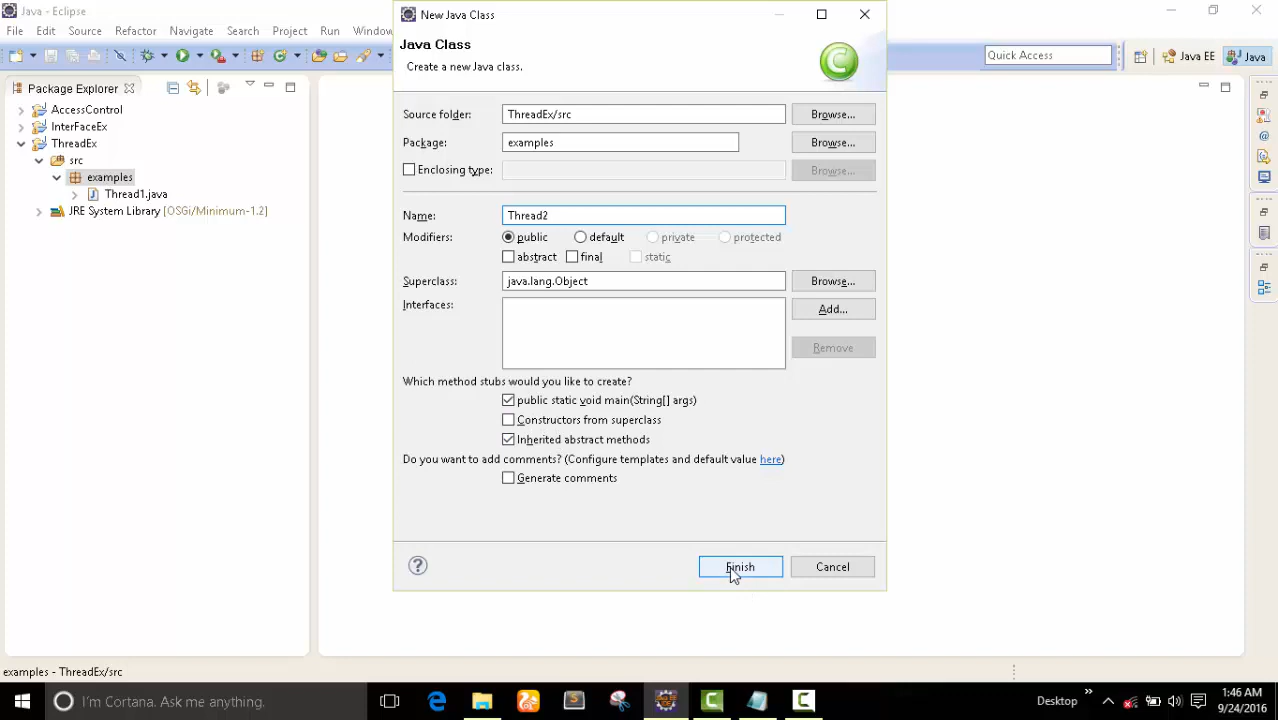 Java - Eclipse
File Edit Source Refactor Navigate Search Project Run Window
Quick Access
Java EE
Java
Package Explorer
AccessControl
InterFaceEx
ThreadEx
src
examples
Thread1.java
JRE System Library [OSGi/Minimum-1.2]
New Java Class
Java Class
Create a new Java class.
Source folder: ThreadEx/src Browse...
Package: examples Browse...
Enclosing type: Browse...
Name: Thread2
Modifiers: public default private protected
abstract final static
Superclass: java.lang.Object Browse...
Interfaces: Add...
Remove
Which method stubs would you like to create?
public static void main(String[] args)
Constructors from superclass
Inherited abstract methods
Do you want to add comments? (Configure templates and default value here)
Generate comments
Finish Cancel
examples - ThreadEx/src
I'm Cortana. Ask me anything.
Desktop
1:46 AM
9/24/2016